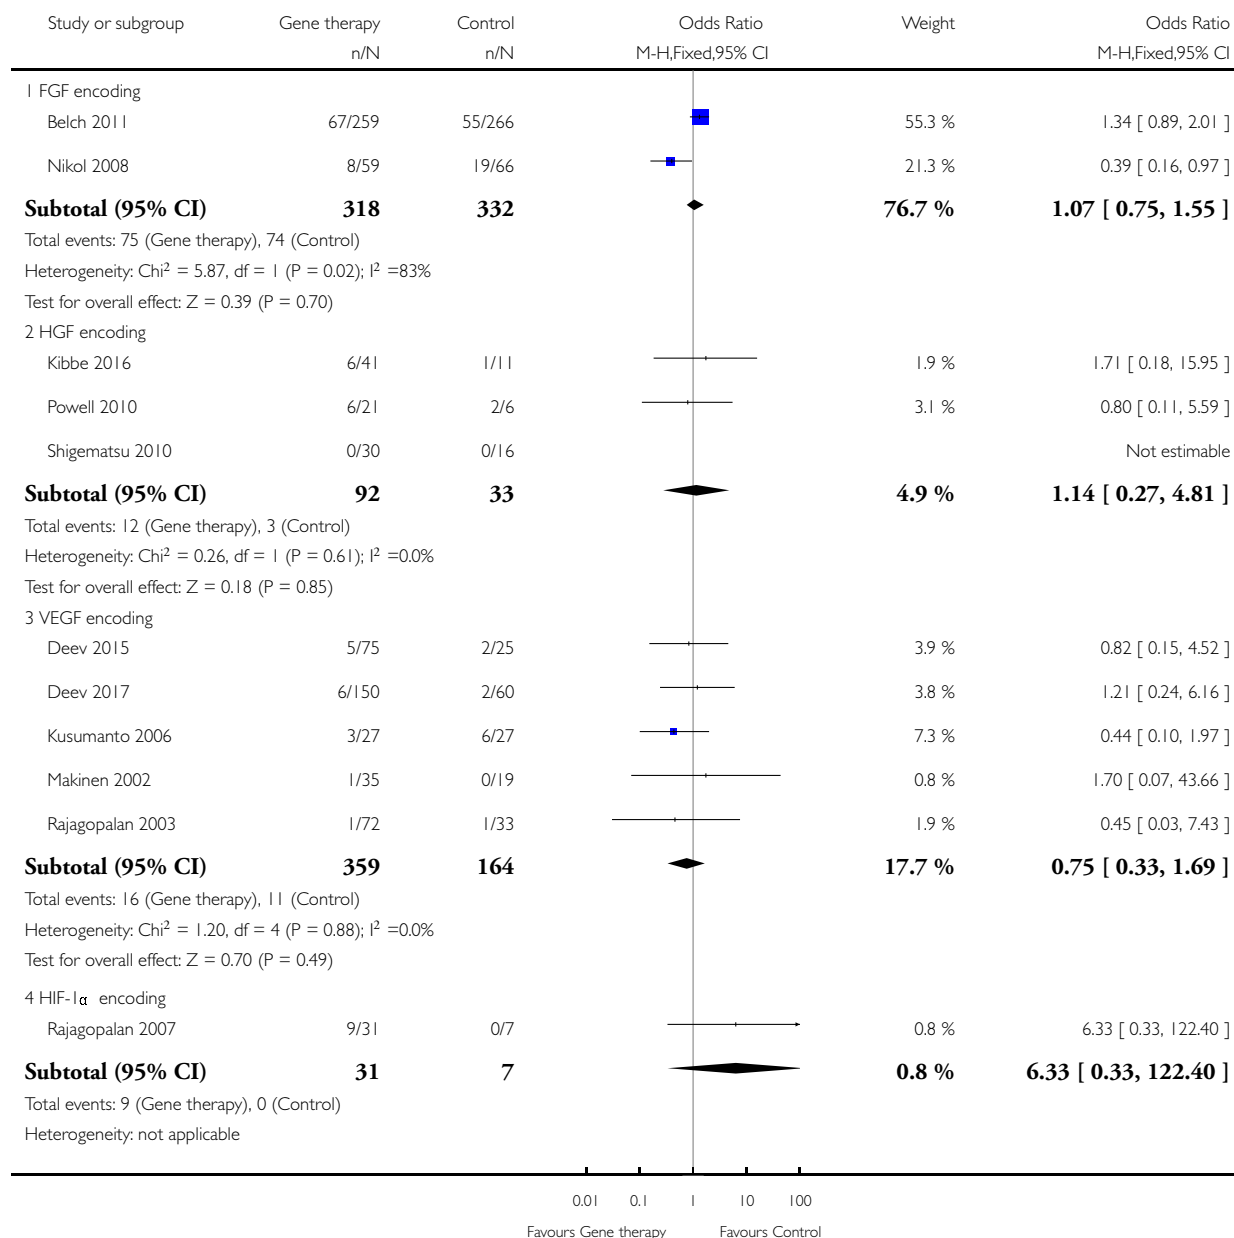 Study or subgroup Gene therapy Control Odds Ratio Weight Odds Ratio
n/N n/N M-H,Fixed,95% CI M-H,Fixed,95% CI
1 FGF encoding
Belch 2011 67/259 55/266 55.3 % 1.34 [ 0.89, 2.01 ]
Nikol 2008 8/59 19/66 21.3 % 0.39 [ 0.16, 0.97 ]
Subtotal (95% CI) 318 332 76.7 % 1.07 [ 0.75, 1.55 ]
Total events: 75 (Gene therapy), 74 (Control)
Heterogeneity: Chi² = 5.87, df = 1 (P = 0.02); I² =83%
Test for overall effect: Z = 0.39 (P = 0.70)
2 HGF encoding
Kibbe 2016 6/41 1/11 1.9 % 1.71 [ 0.18, 15.95 ]
Powell 2010 6/21 2/6 3.1 % 0.80 [ 0.11, 5.59 ]
Shigematsu 2010 0/30 0/16 Not estimable
Subtotal (95% CI) 92 33 4.9 % 1.14 [ 0.27, 4.81 ]
Total events: 12 (Gene therapy), 3 (Control)
Heterogeneity: Chi² = 0.26, df = 1 (P = 0.61); I² =0.0%
Test for overall effect: Z = 0.18 (P = 0.85)
3 VEGF encoding
Deev 2015 5/75 2/25 3.9 % 0.82 [ 0.15, 4.52 ]
Deev 2017 6/150 2/60 3.8 % 1.21 [ 0.24, 6.16 ]
Kusumanto 2006 3/27 6/27 7.3 % 0.44 [ 0.10, 1.97 ]
Makinen 2002 1/35 0/19 0.8 % 1.70 [ 0.07, 43.66 ]
Rajagopalan 2003 1/72 1/33 1.9 % 0.45 [ 0.03, 7.43 ]
Subtotal (95% CI) 359 164 17.7 % 0.75 [ 0.33, 1.69 ]
Total events: 16 (Gene therapy), 11 (Control)
Heterogeneity: Chi² = 1.20, df = 4 (P = 0.88); I² =0.0%
Test for overall effect: Z = 0.70 (P = 0.49)
4 HIF-1α encoding
Rajagopalan 2007 9/31 0/7 0.8 % 6.33 [ 0.33, 122.40 ]
Subtotal (95% CI) 31 7 0.8 % 6.33 [ 0.33, 122.40 ]
Total events: 9 (Gene therapy), 0 (Control)
Heterogeneity: not applicable
0.01 0.1 1 10 100
Favours Gene therapy Favours Control